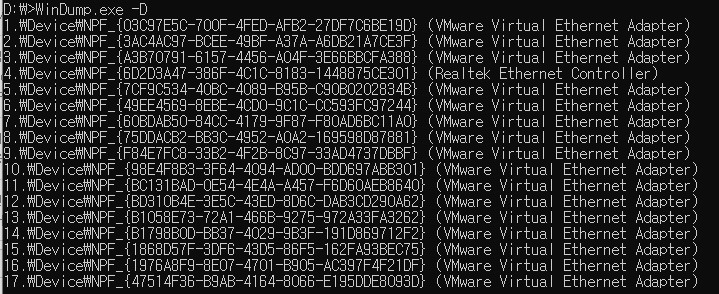 D:₩>WinDump.exe -D
1.₩Device₩NPF_{03C97E5C-700F-4FED-AFB2-27DF7C6BE19D} (VMware Virtual Ethernet Adapter)
2.₩Device₩NPF_{3AC4AC97-BCEE-49BF-A37A-A6DB21A7CE3F} (VMware Virtual Ethernet Adapter)
3.₩Device₩NPF_{A3B70791-6157-4456-A04F-3E66BBCFA388} (VMware Virtual Ethernet Adapter)
4.₩Device₩NPF_{6D2D3A47-386F-4C1C-8183-1448875CE301} (Realtek Ethernet Controller)
5.₩Device₩NPF_{7CF9C534-40BC-4089-B95B-C90B0202834B} (VMware Virtual Ethernet Adapter)
6.₩Device₩NPF_{49EE4569-8EBE-4CD0-9C1C-CC593FC97244} (VMware Virtual Ethernet Adapter)
7.₩Device₩NPF_{60BDAB50-84CC-4179-9F87-F80AD6BC11A0} (VMware Virtual Ethernet Adapter)
8.₩Device₩NPF_{75DDACB2-BB3C-4952-A0A2-169598D87881} (VMware Virtual Ethernet Adapter)
9.₩Device₩NPF_{F84E7FC8-33B2-4F2B-8C97-33AD4737DBBF} (VMware Virtual Ethernet Adapter)
10.₩Device₩NPF_{98E4F8B3-3F64-4094-AD00-BDD697ABB301} (VMware Virtual Ethernet Adapter)
11.₩Device₩NPF_{BC131BAD-0E54-4E4A-A457-F6D60AEB8640} (VMware Virtual Ethernet Adapter)
12.₩Device₩NPF_{BD310B4E-3E5C-43ED-8D6C-DAB3CD290A62} (VMware Virtual Ethernet Adapter)
13.₩Device₩NPF_{B1058E73-72A1-466B-9275-972A33FA3262} (VMware Virtual Ethernet Adapter)
14.₩Device₩NPF_{B1798B0D-BB37-4029-9B3F-191D869712F2} (VMware Virtual Ethernet Adapter)
15.₩Device₩NPF_{1868D57F-3DF6-43D5-86F5-162FA93BEC75} (VMware Virtual Ethernet Adapter)
16.₩Device₩NPF_{1976A8F9-8E07-4701-B905-AC397F4F21DF} (VMware Virtual Ethernet Adapter)
17.₩Device₩NPF_{47514F36-B9AB-4164-8066-E195DDE8093D} (VMware Virtual Ethernet Adapter)